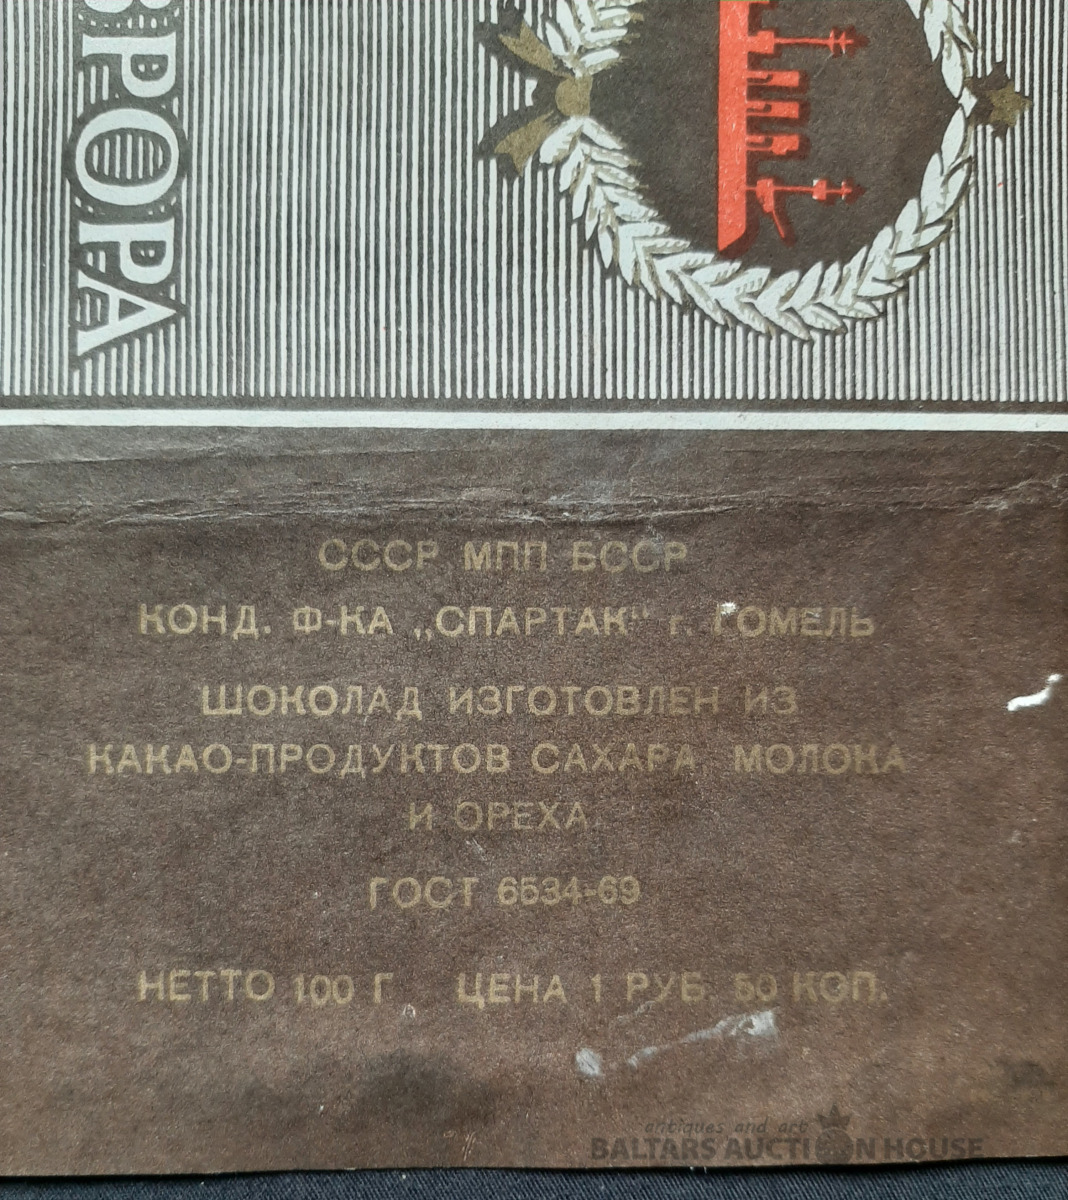 ВРОРА
СССР МПП БССР
КОНД. Ф-КА „СПАРТАК“ г. ГОМЕЛЬ
ШОКОЛАД ИЗГОТОВЛЕН ИЗ
КАКАО-ПРОДУКТОВ САХАРА, МОЛОКА
И ОРЕХА.
ГОСТ 6534-69
НЕТТО 100 Г ЦЕНА 1 РУБ. 50 КОП.
antiques and art
BALTARS AUCTION HOUSE